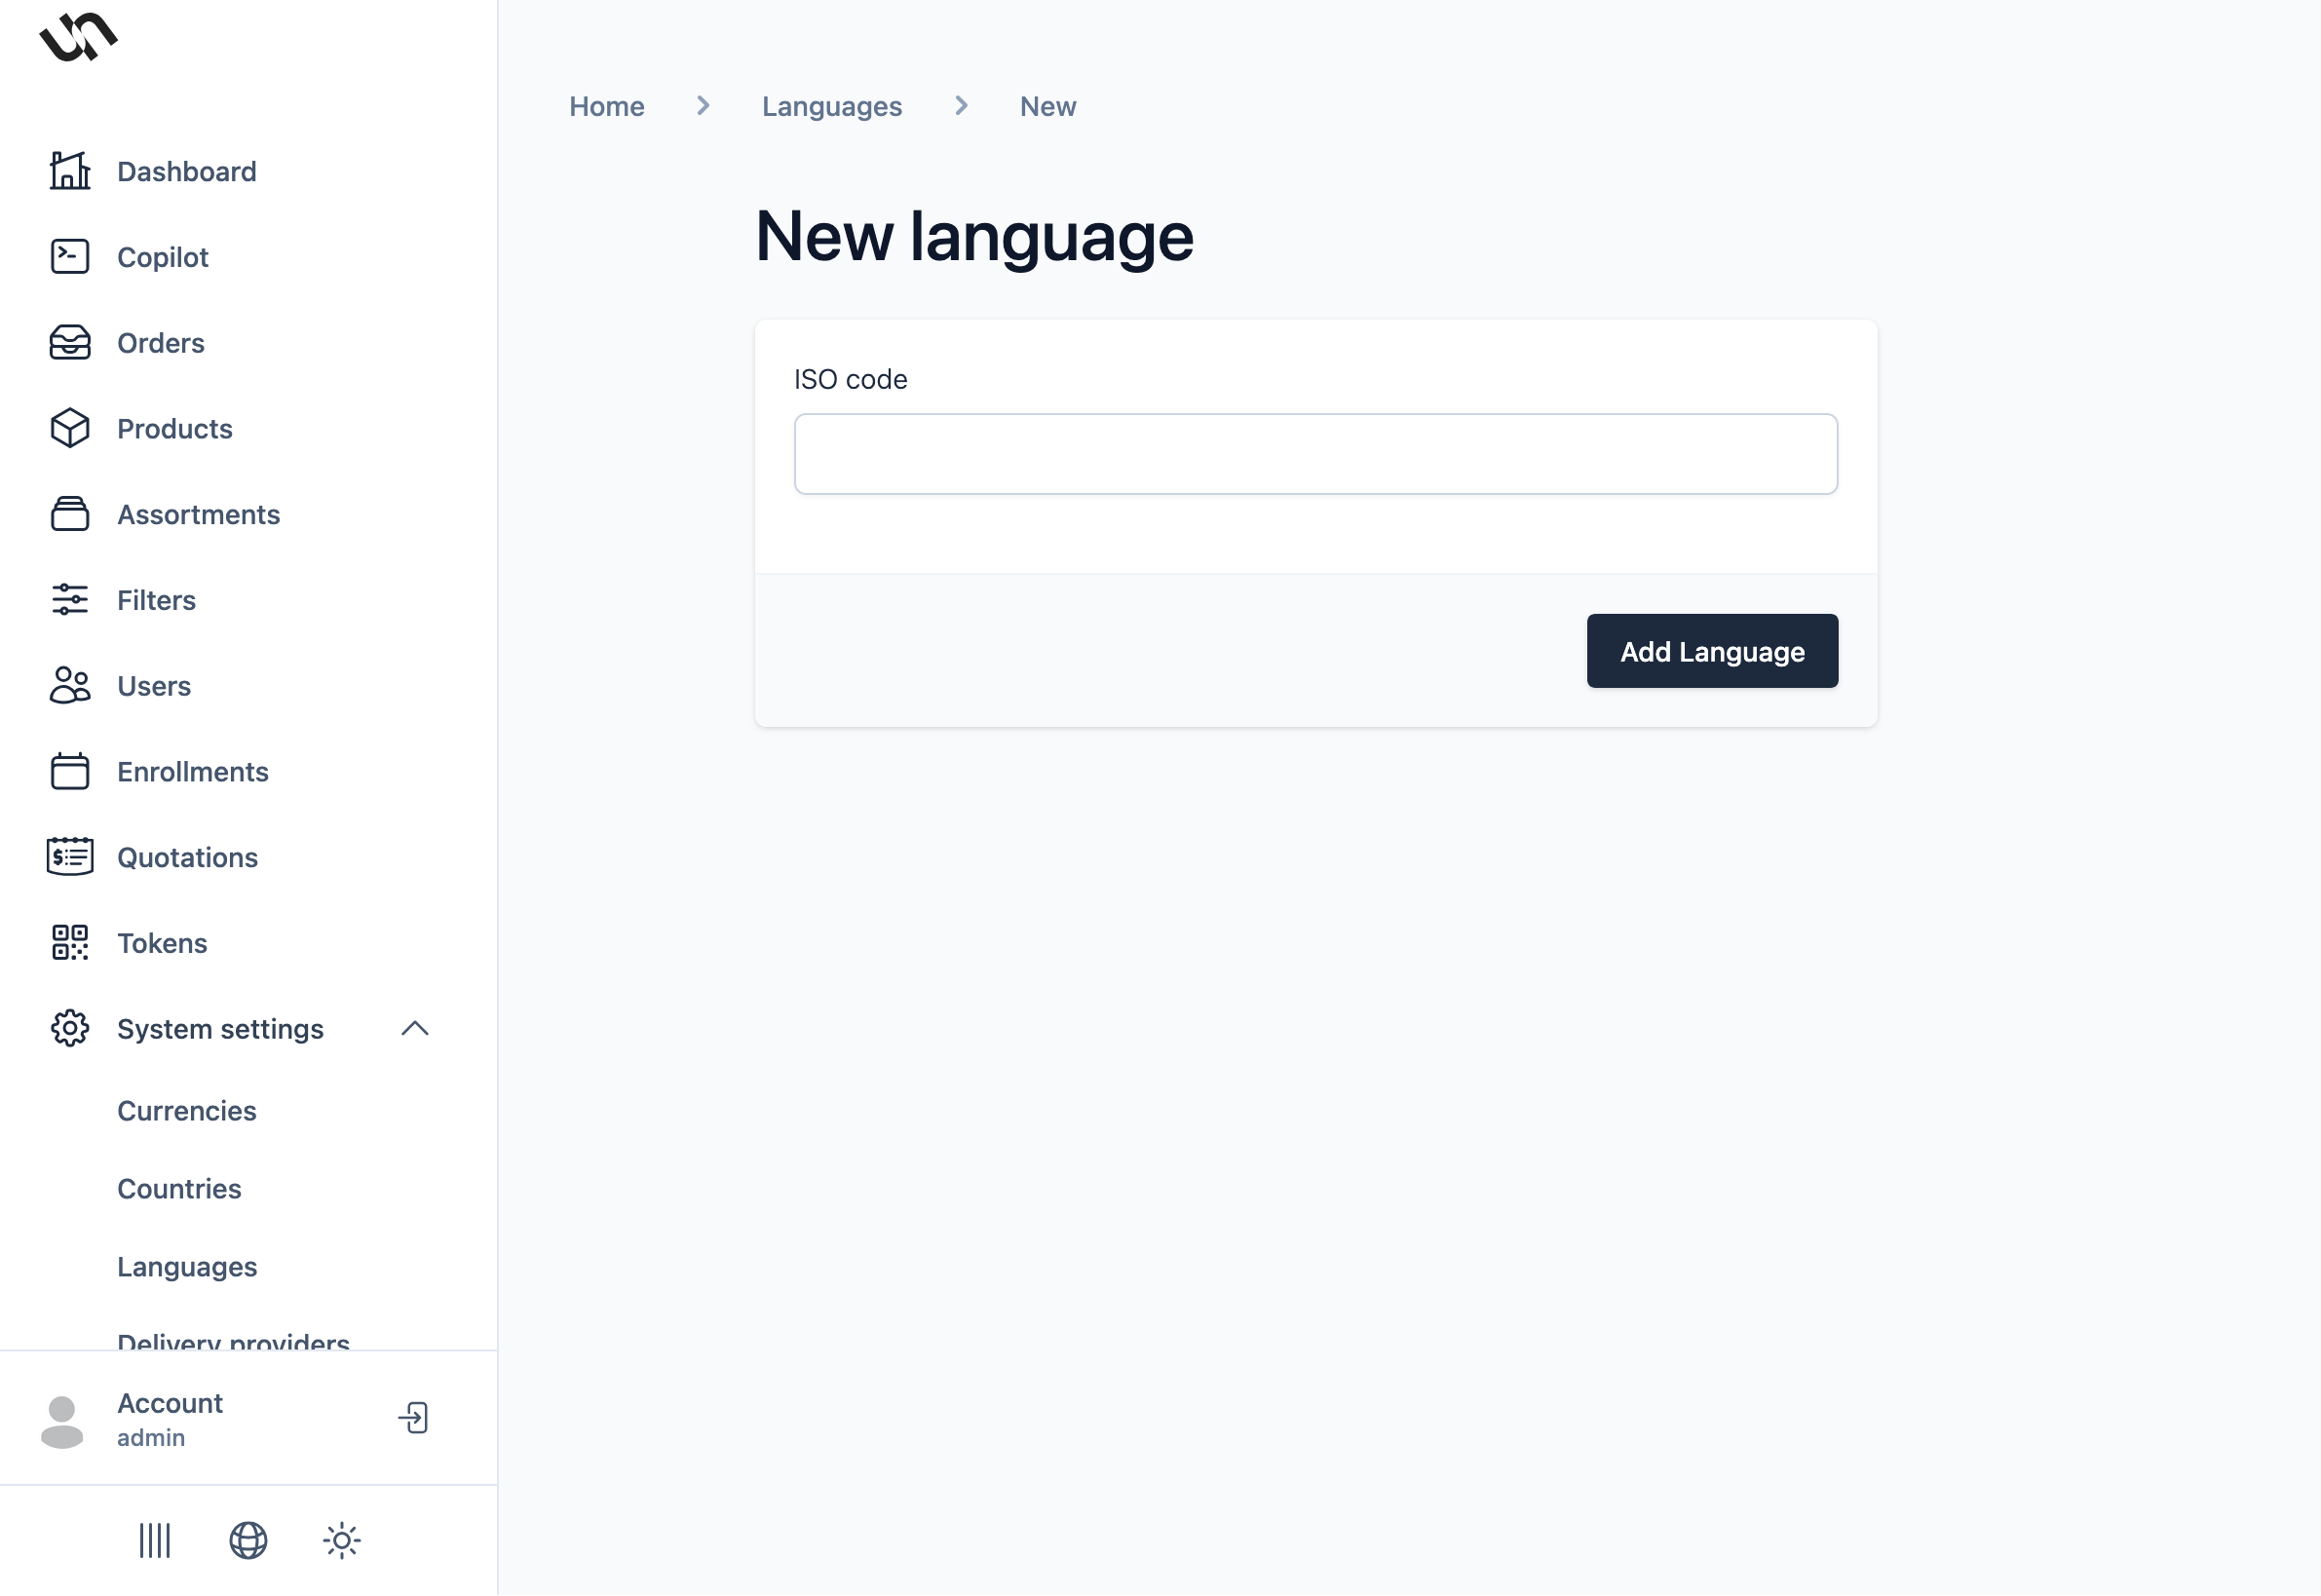 un
Dashboard
Copilot
Orders
Products
Assortments
Filters
Users
Enrollments
Quotations
Tokens
System settings
Currencies
Countries
Languages
Delivery providers
Account
admin
Home > Languages > New
New language
ISO code
Add Language